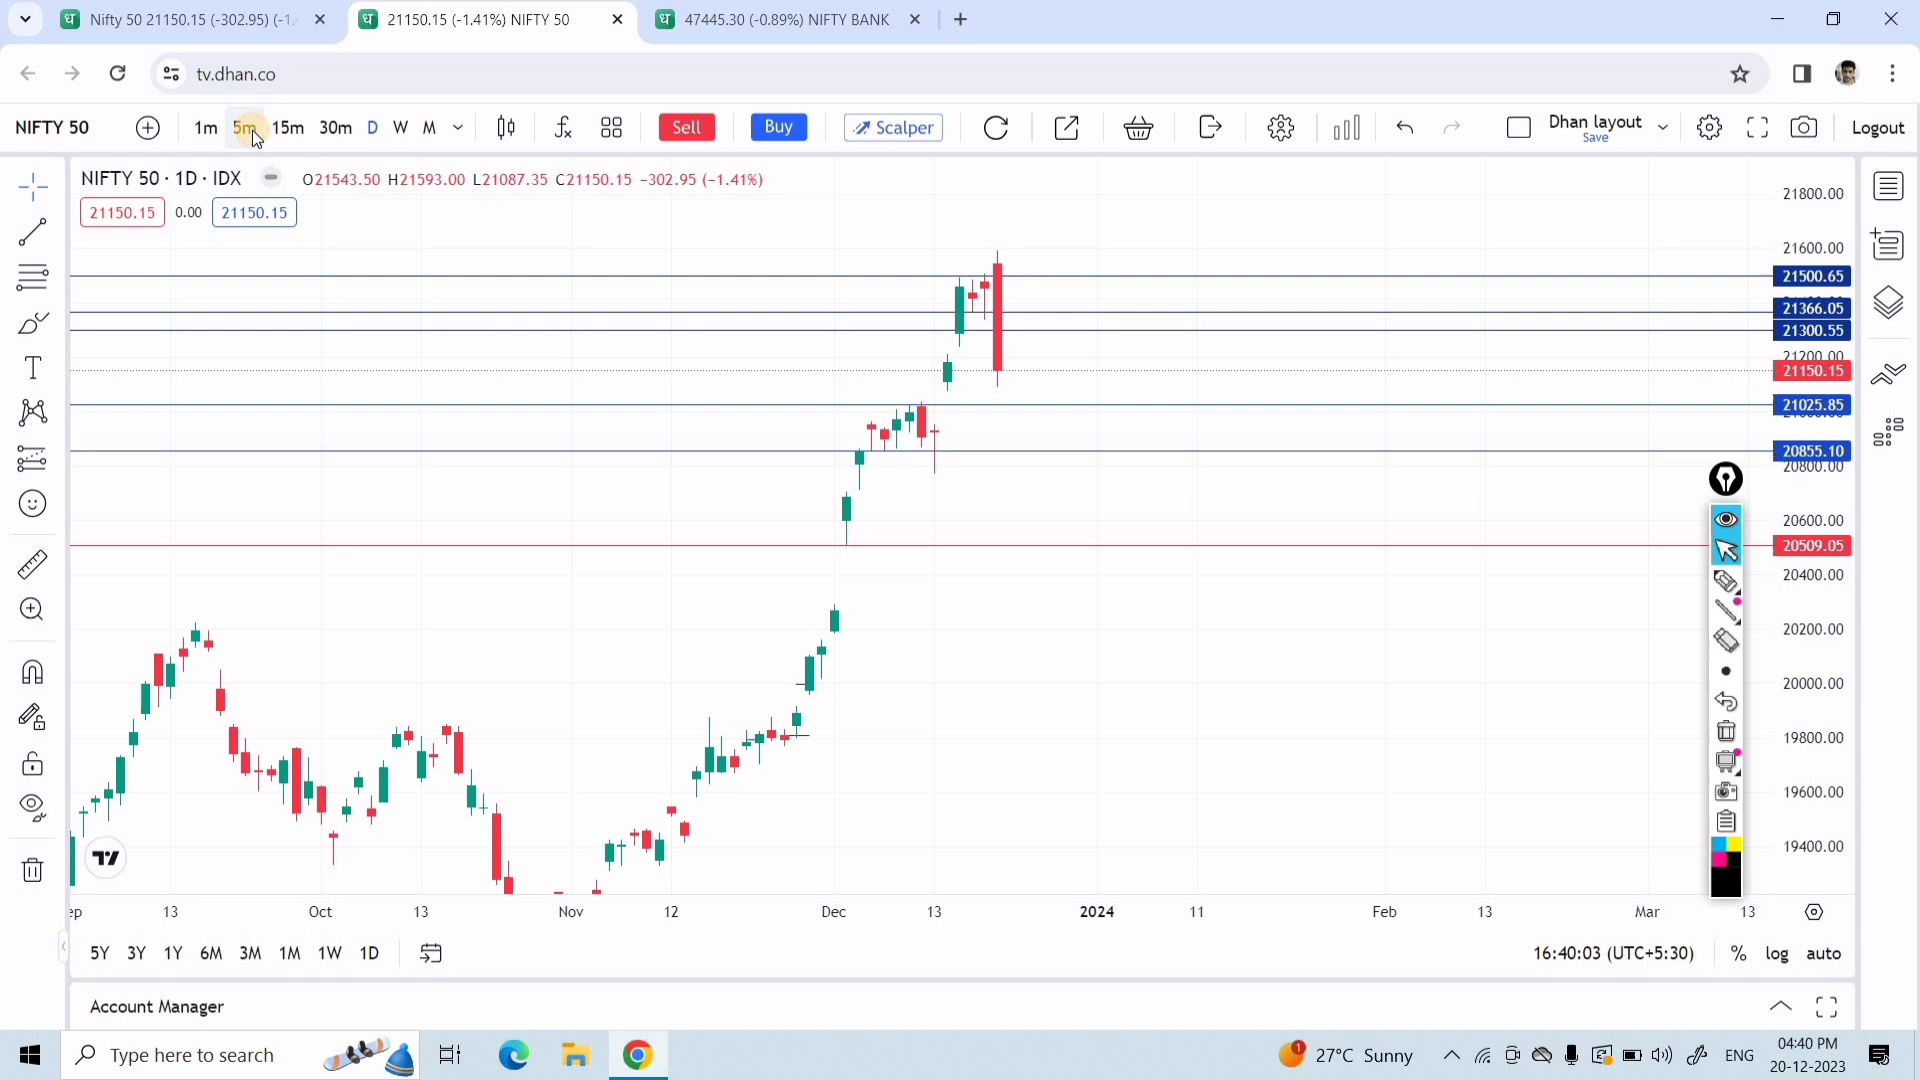 Nifty 50 21150.15 (-302.95) (-1.
21150.15 (-1.41%) NIFTY 50
47445.30 (-0.89%) NIFTY BANK
tv.dhan.co
NIFTY 50
1m 5m 15m 30m D W M
Sell Buy Scalper
Dhan layout
Save
Logout
NIFTY 50 · 1D · IDX
O21543.50 H21593.00 L21087.35 C21150.15 −302.95 (−1.41%)
21150.15 0.00 21150.15
21800.00
21600.00
21500.65
21366.05
21300.55
21200.00
21150.15
21025.85
20855.10
20800.00
20600.00
20509.05
20400.00
20200.00
20000.00
19800.00
19600.00
19400.00
ep 13 Oct 13 Nov 12 Dec 13 2024 11 Feb 13 Mar 13
5Y 3Y 1Y 6M 3M 1M 1W 1D
16:40:03 (UTC+5:30) % log auto
Account Manager
Type here to search
1
27°C Sunny
ENG
04:40 PM
20-12-2023